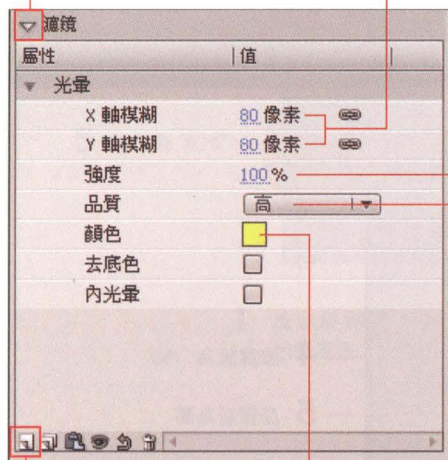 濾鏡
屬性 值
光暈
X 軸模糊 80 像素
Y 軸模糊 80 像素
強度 100 %
品質 高
顏色
去底色
內光暈